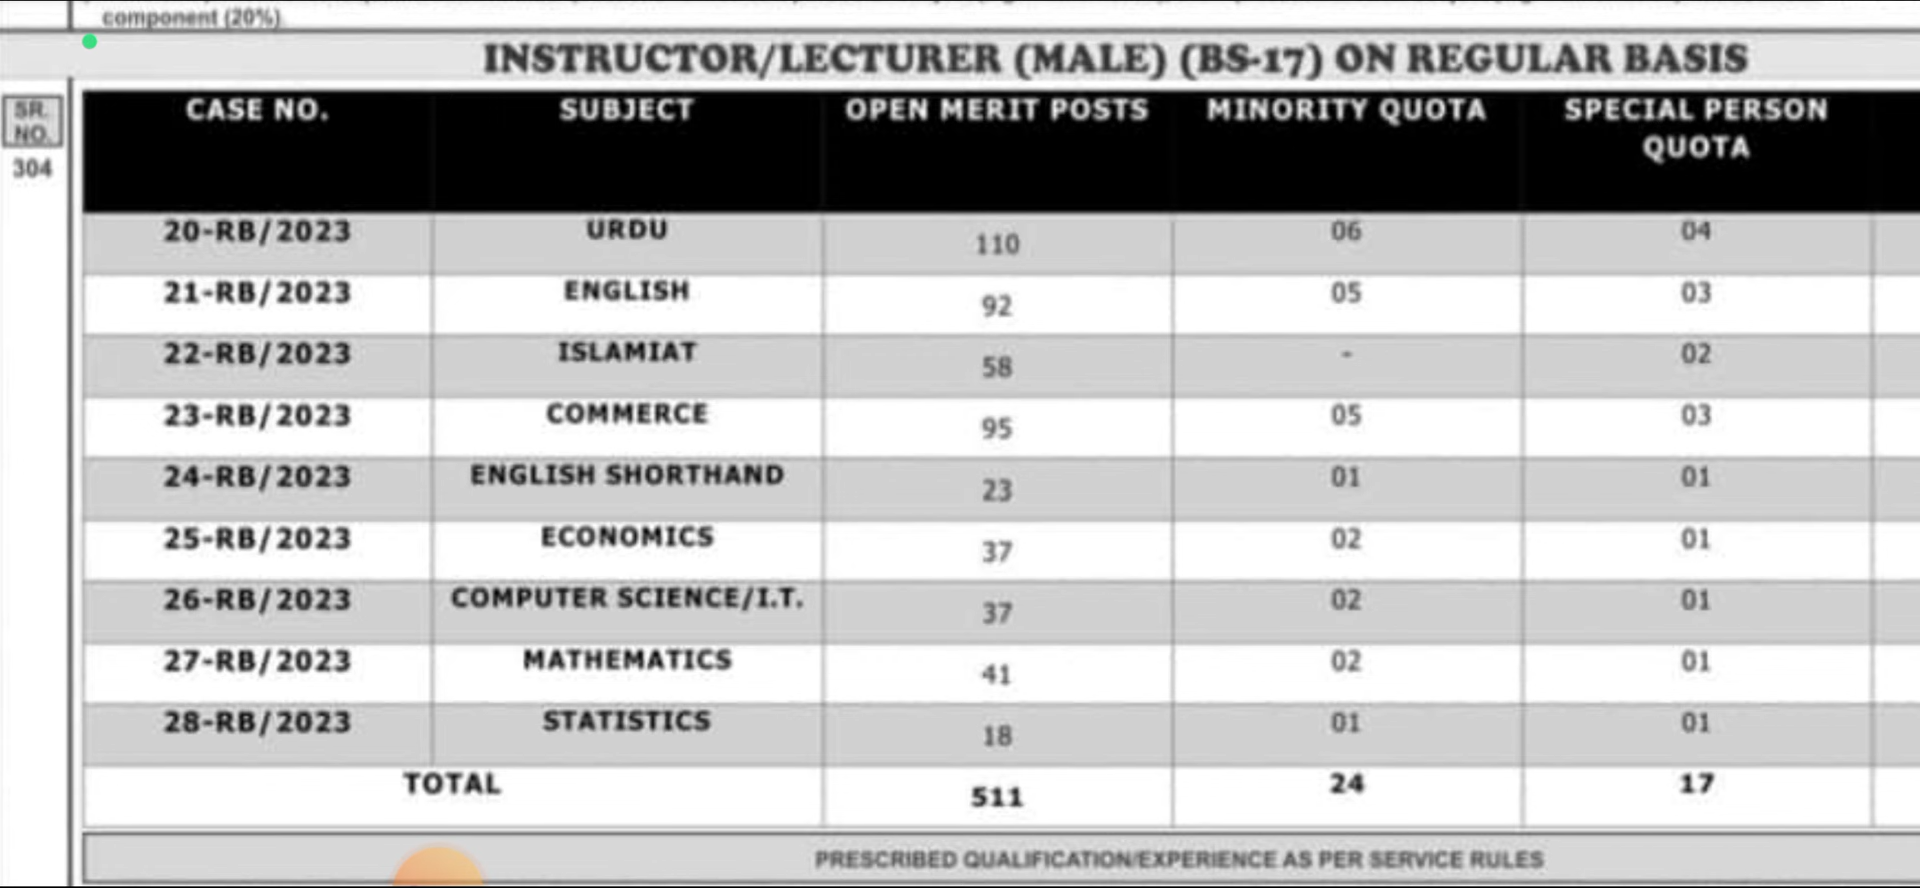 component (20%).
INSTRUCTOR/LECTURER (MALE) (BS-17) ON REGULAR BASIS
SR. NO.
304
CASE NO. SUBJECT OPEN MERIT POSTS MINORITY QUOTA SPECIAL PERSON QUOTA
20-RB/2023 URDU 110 06 04
21-RB/2023 ENGLISH 92 05 03
22-RB/2023 ISLAMIAT 58 - 02
23-RB/2023 COMMERCE 95 05 03
24-RB/2023 ENGLISH SHORTHAND 23 01 01
25-RB/2023 ECONOMICS 37 02 01
26-RB/2023 COMPUTER SCIENCE/I.T. 37 02 01
27-RB/2023 MATHEMATICS 41 02 01
28-RB/2023 STATISTICS 18 01 01
TOTAL 511 24 17
PRESCRIBED QUALIFICATION/EXPERIENCE AS PER SERVICE RULES